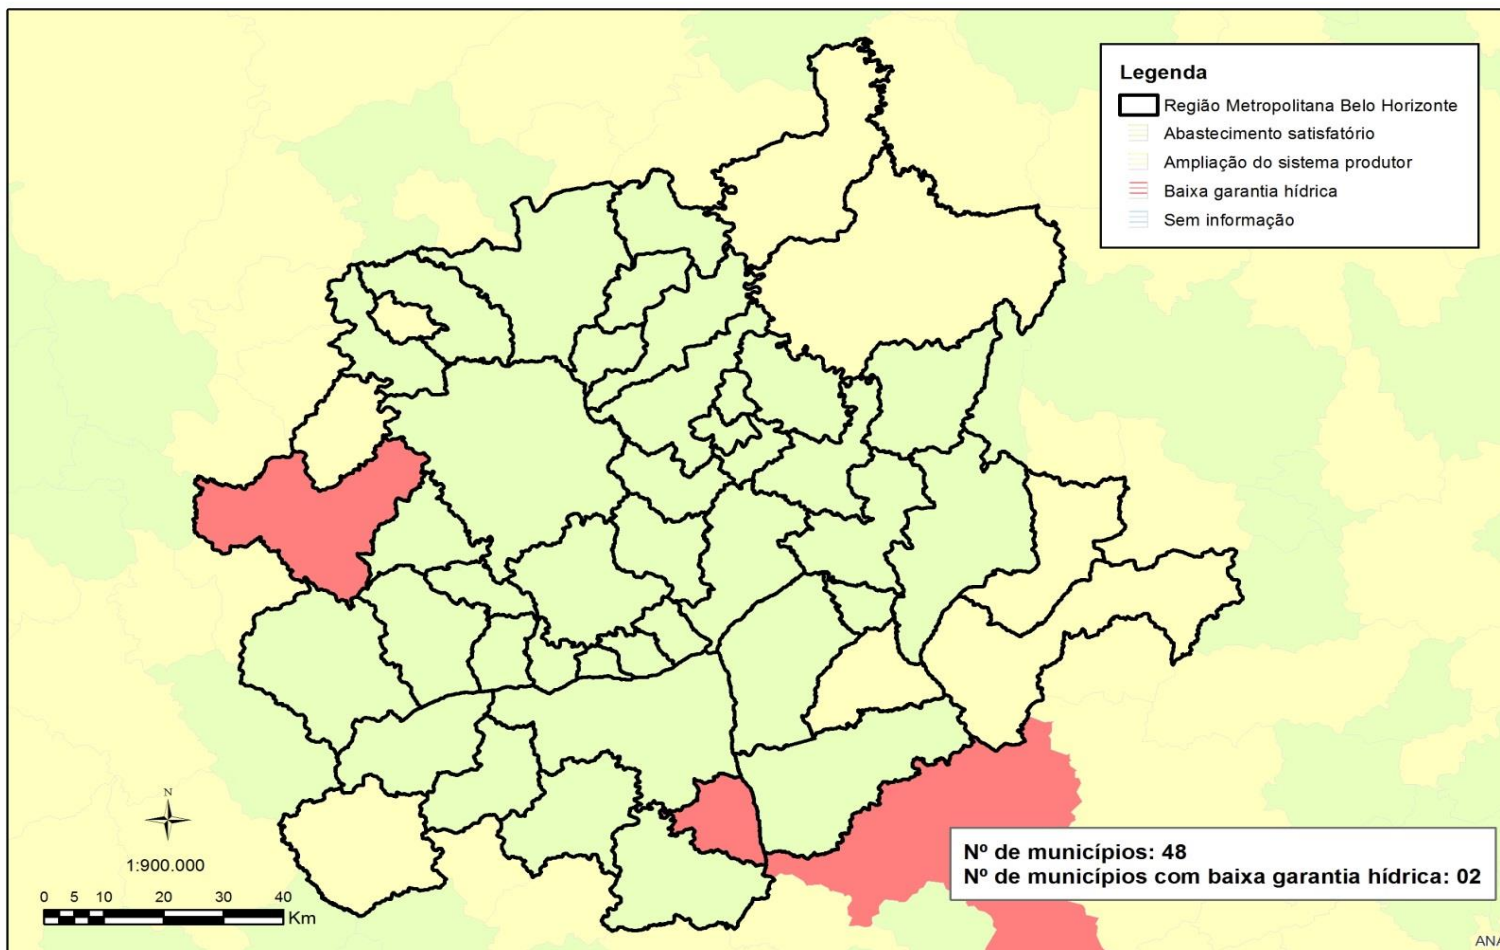 Legenda
Região Metropolitana Belo Horizonte
Abastecimento satisfatório
Ampliação do sistema produtor
Baixa garantia hídrica
Sem informação
N
1:900.000
0 5 10 20 30 40
Km
Nº de municípios: 48
Nº de municípios com baixa garantia hídrica: 02
ANA